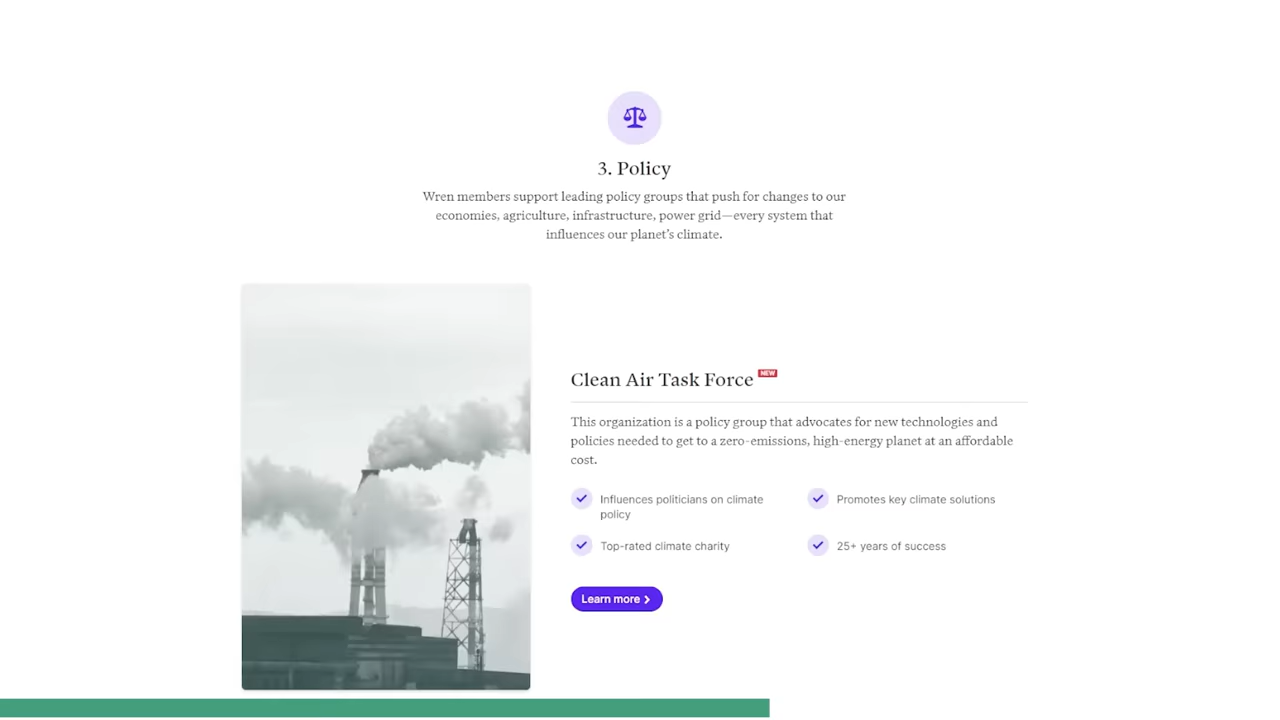 3. Policy
Wren members support leading policy groups that push for changes to our
economies, agriculture, infrastructure, power grid—every system that
influences our planet's climate.
Clean Air Task Force NEW
This organization is a policy group that advocates for new technologies and
policies needed to get to a zero-emissions, high-energy planet at an affordable
cost.
Influences politicians on climate
policy
Promotes key climate solutions
Top-rated climate charity
25+ years of success
Learn more